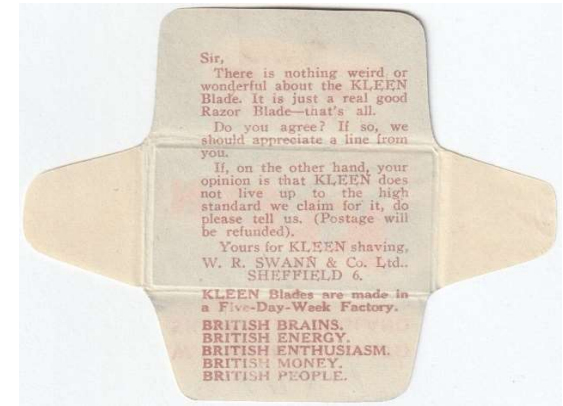 Sir,
There is nothing weird or
wonderful about the KLEEN
Blade. It is just a real good
Razor Blade—that's all.
Do you agree? If so, we
should appreciate a line from
you.
If, on the other hand, your
opinion is that KLEEN does
not live up to the high
standard we claim for it, do
please tell us. (Postage will
be refunded).
Yours for KLEEN shaving,
W. R. SWANN & Co. Ltd..
SHEFFIELD 6.
KLEEN Blades are made in
a Five-Day-Week Factory.
BRITISH BRAINS.
BRITISH ENERGY.
BRITISH ENTHUSIASM.
BRITISH MONEY.
BRITISH PEOPLE.